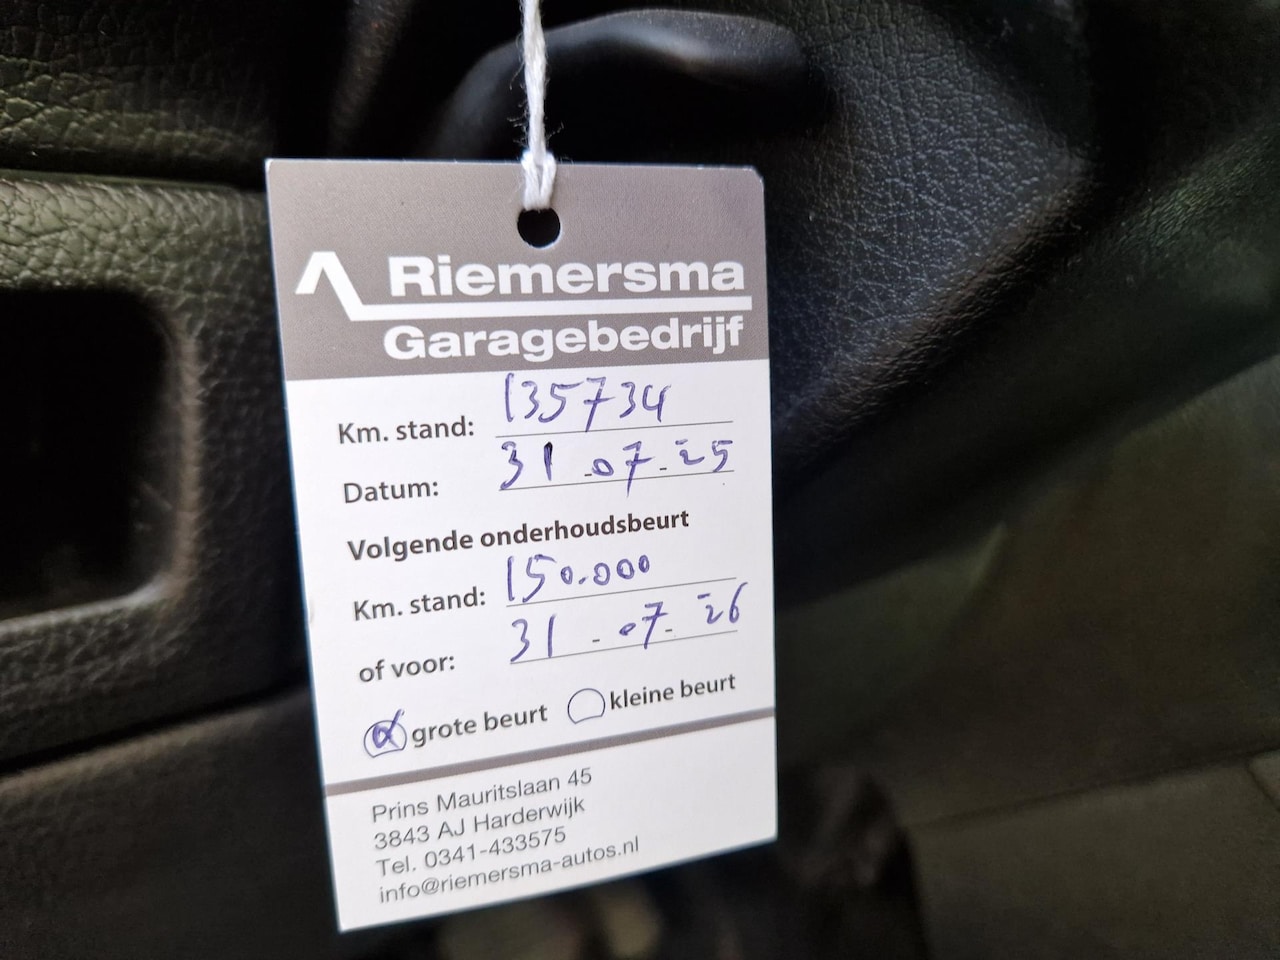 Riemersma
Garagebedrijf
Km. stand: 135734
Datum: 31-07-25
Volgende onderhoudsbeurt
Km. stand: 150.000
of voor: 31-07-26
grote beurt kleine beurt
Prins Mauritslaan 45
3843 AJ Harderwijk
Tel. 0341-433575
info@riemersma-autos.nl